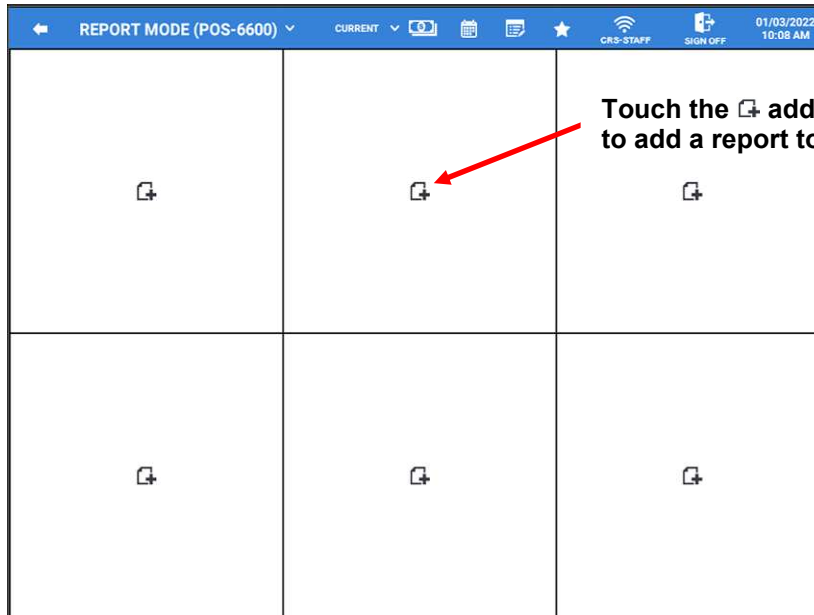 REPORT MODE (POS-6600)
CURRENT
CRS-STAFF
SIGN OFF
01/03/2022
10:08 AM
Touch the add
to add a report to